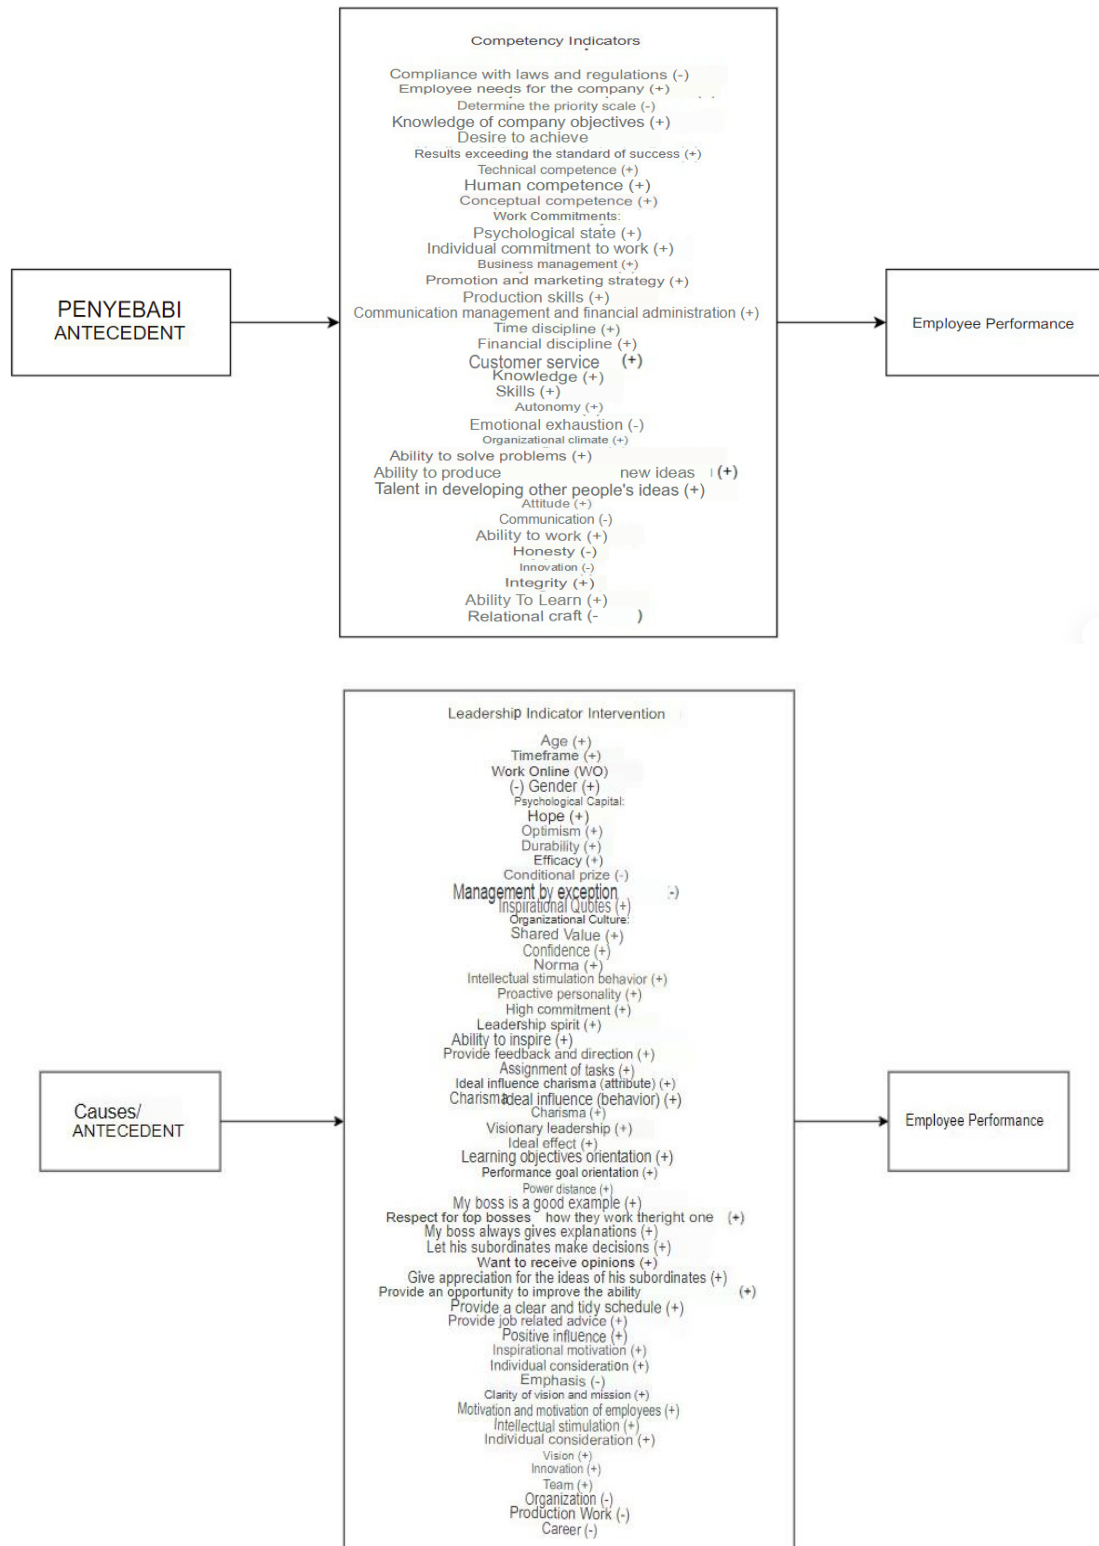 Competency Indicators
Compliance with laws and regulations (-)
Employee needs for the company (+)
Determine the priority scale (-)
Knowledge of company objectives (+)
Desire to achieve
Results exceeding the standard of success (+)
Technical competence (+)
Human competence (+)
Conceptual competence (+)
Work Commitments:
Psychological state (+)
Individual commitment to work (+)
Business management (+)
Promotion and marketing strategy (+)
Production skills (+)
Communication management and financial administration (+)
Time discipline (+)
Financial discipline (+)
Customer service (+)
Knowledge (+)
Skills (+)
Autonomy (+)
Emotional exhaustion (-)
Organizational climate (+)
Ability to solve problems (+)
Ability to produce new ideas (+)
Talent in developing other people's ideas (+)
Attitude (+)
Communication (-)
Ability to work (+)
Honesty (-)
Innovation (-)
Integrity (+)
Ability To Learn (+)
Relational craft (- )
PENYEBABI
ANTECEDENT
Employee Performance
Leadership Indicator Intervention
Age (+)
Timeframe (+)
Work Online (WO)
(-) Gender (+)
Psychological Capital:
Hope (+)
Optimism (+)
Durability (+)
Efficacy (+)
Conditional prize (-)
Management by exception -)
Inspirational Quotes (+)
Organizational Culture:
Shared Value (+)
Confidence (+)
Norma (+)
Intellectual stimulation behavior (+)
Proactive personality (+)
High commitment (+)
Leadership spirit (+)
Ability to inspire (+)
Provide feedback and direction (+)
Assignment of tasks (+)
Ideal influence charisma (attribute) (+)
Charisma Ideal influence (behavior) (+)
Charisma (+)
Visionary leadership (+)
Ideal effect (+)
Learning objectives orientation (+)
Performance goal orientation (+)
Power distance (+)
My boss is a good example (+)
Respect for top bosses how they work theright one (+)
My boss always gives explanations (+)
Let his subordinates make decisions (+)
Want to receive opinions (+)
Give appreciation for the ideas of his subordinates (+)
Provide an opportunity to improve the ability (+)
Provide a clear and tidy schedule (+)
Provide job related advice (+)
Positive influence (+)
Inspirational motivation (+)
Individual consideration (+)
Emphasis (-)
Clarity of vision and mission (+)
Motivation and motivation of employees (+)
Intellectual stimulation (+)
Individual consideration (+)
Vision (+)
Innovation (+)
Team (+)
Organization (-)
Production Work (-)
Career (-)
Causes/
ANTECEDENT
Employee Performance